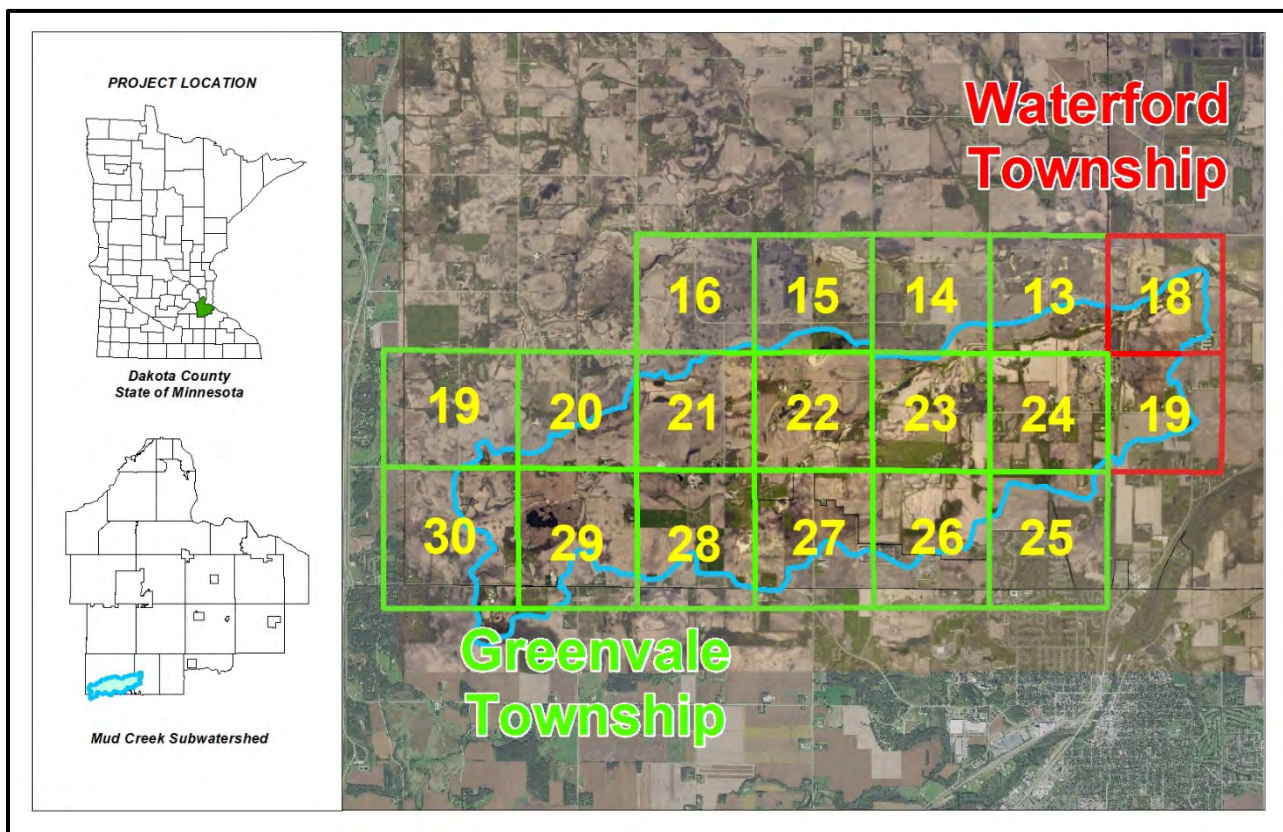 PROJECT LOCATION
Dakota County
State of Minnesota
Mud Creek Subwatershed
Waterford
Township
16 15 14 13 18
19 20 21 22 23 24 19
30 29 28 27 26 25
Greenvale
Township